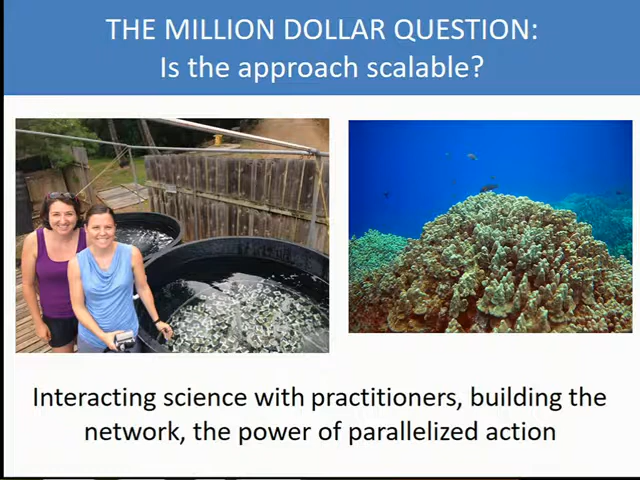 THE MILLION DOLLAR QUESTION:
Is the approach scalable?
Interacting science with practitioners, building the
network, the power of parallelized action